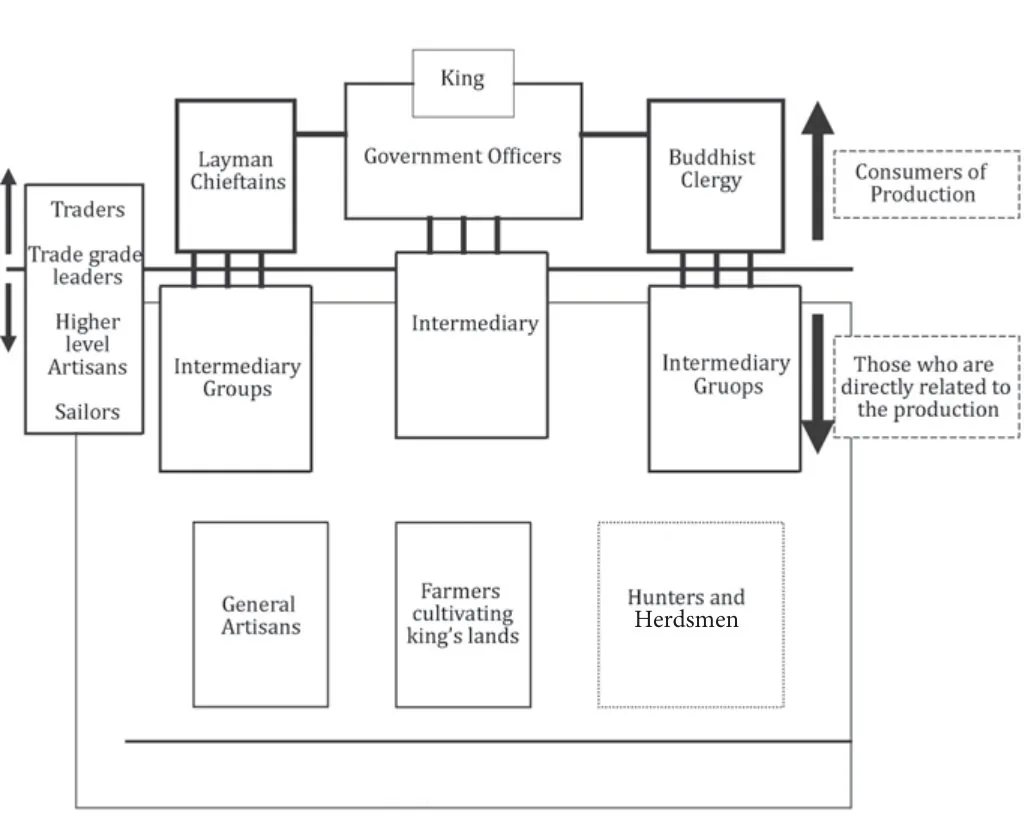 King
Layman
Chieftains
Government Officers
Buddhist
Clergy
Consumers of
Production
Traders
Trade grade
leaders
Higher
level
Artisans
Sailors
Intermediary
Groups
Intermediary
Intermediary
Gruops
Those who are
directly related to
the production
General
Artisans
Farmers
cultivating
king's lands
Hunters and
Herdsmen